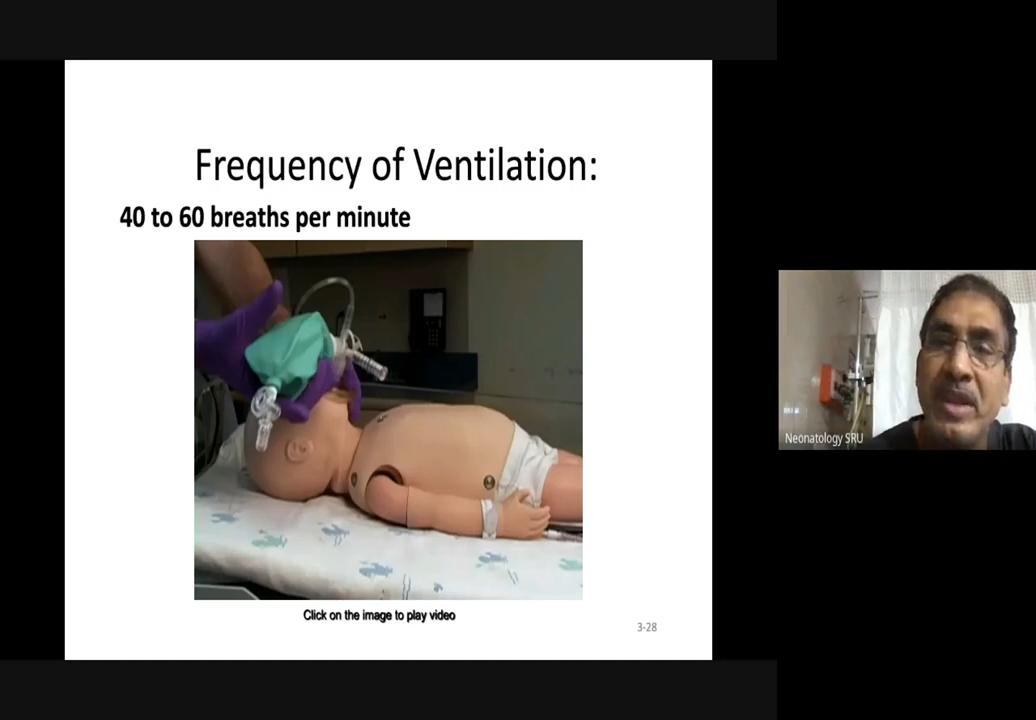 Frequency of Ventilation:
40 to 60 breaths per minute
Click on the image to play video
3-28
Neonatology SRU